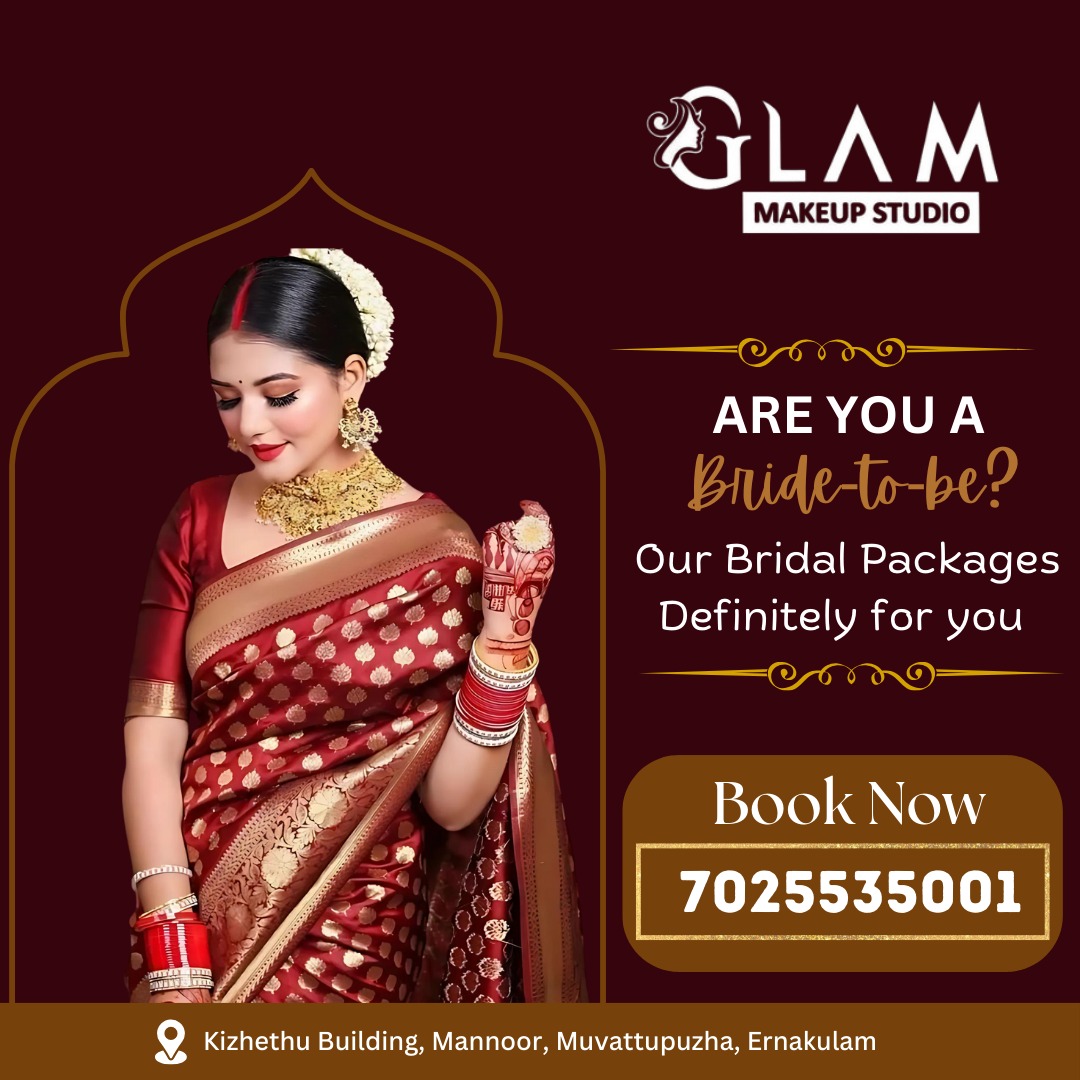 GLAM
MAKEUP STUDIO
ARE YOU A
Bride-to-be?
Our Bridal Packages
Definitely for you
Book Now
7025535001
Kizhethu Building, Mannoor, Muvattupuzha, Ernakulam